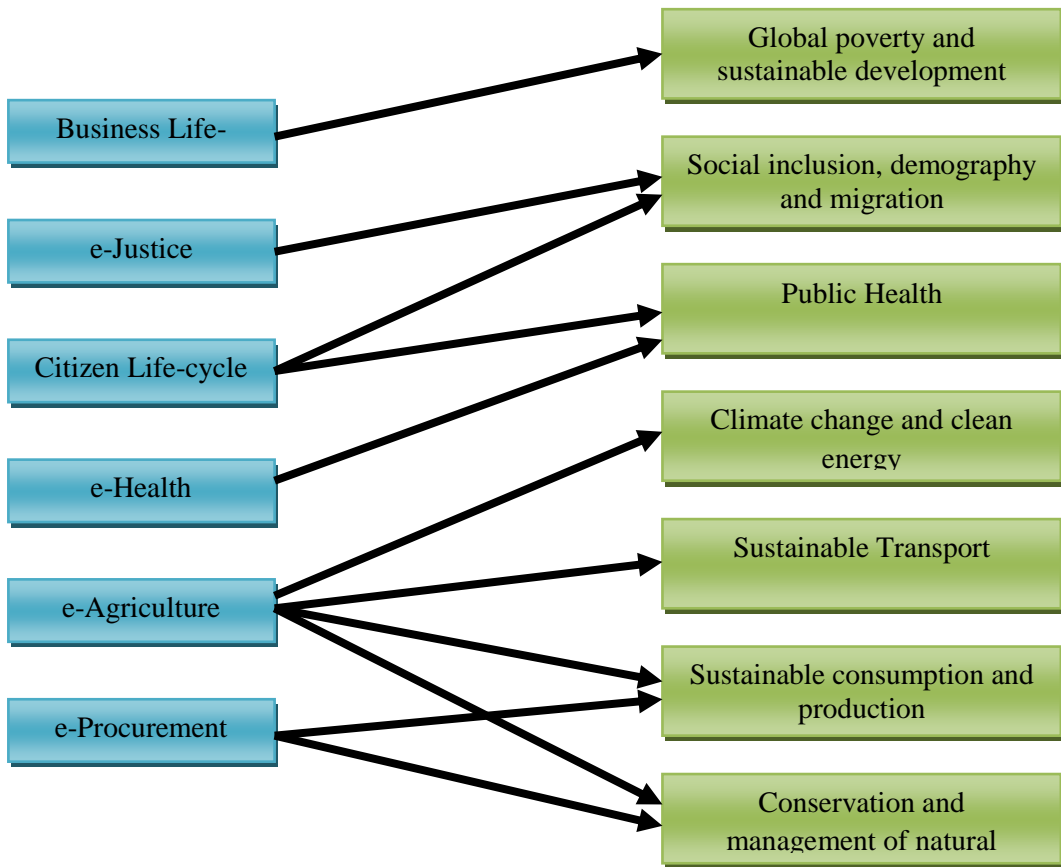 Business Life-
e-Justice
Citizen Life-cycle
e-Health
e-Agriculture
e-Procurement
Global poverty and
sustainable development
Social inclusion, demography
and migration
Public Health
Climate change and clean
energy
Sustainable Transport
Sustainable consumption and
production
Conservation and
management of natural